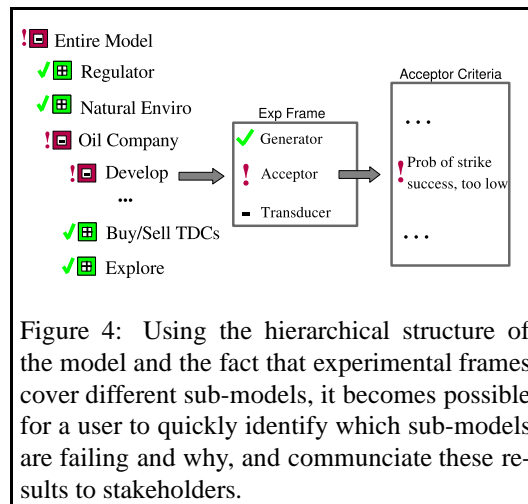 ! - Entire Model
✓ + Regulator
✓ + Natural Enviro
! - Oil Company
! - Develop
...
✓ + Buy/Sell TDCs
✓ + Explore
Exp Frame
✓ Generator
! Acceptor
- Transducer
Acceptor Criteria
...
! Prob of strike
success, too low
...
Figure 4: Using the hierarchical structure of
the model and the fact that experimental frames
cover different sub-models, it becomes possible
for a user to quickly identify which sub-models
are failing and why, and communciate these re-
sults to stakeholders.